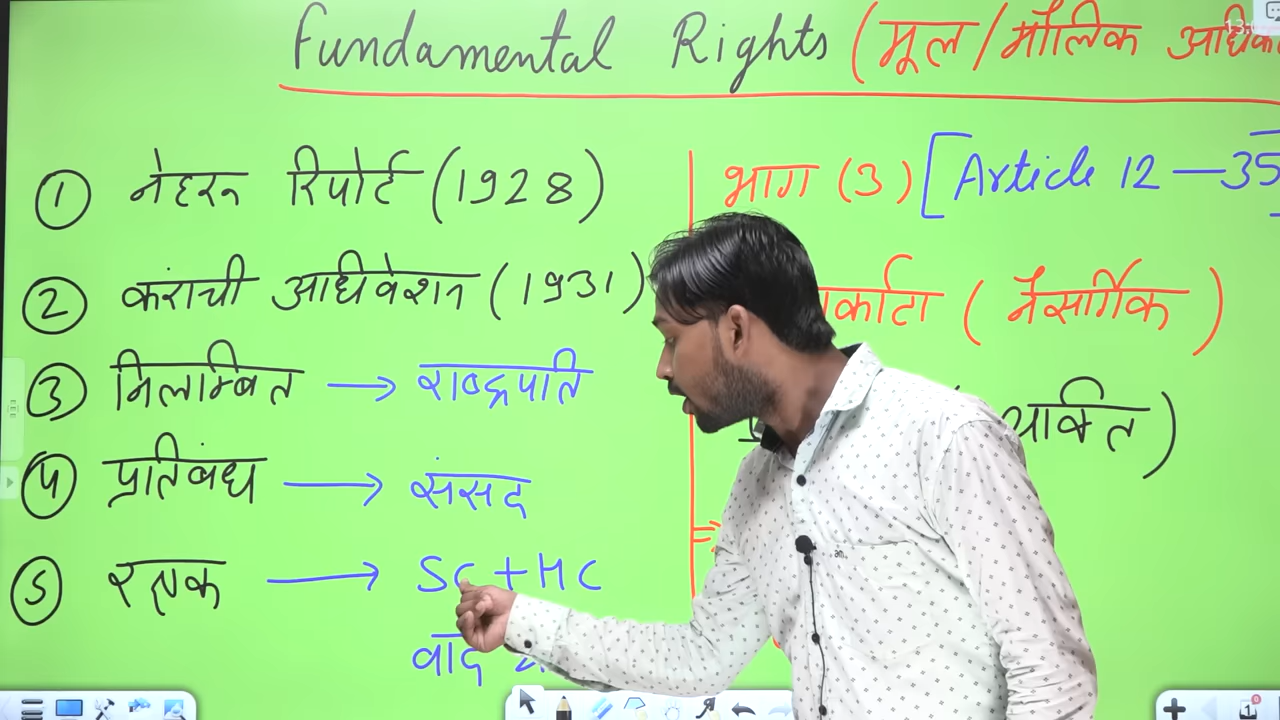 Fundamental Rights (मूल/मौलिक
① नेहरू रिपोर्ट (1928)
② करांची अधिवेशन (1931)
③ निलम्बित → राष्ट्रपति
④ प्रतिबंध → संसद
⑤ रक्षक → SC + HC
वाद
भाग (3) [Article 12 — 35]
(नैसर्गिक)